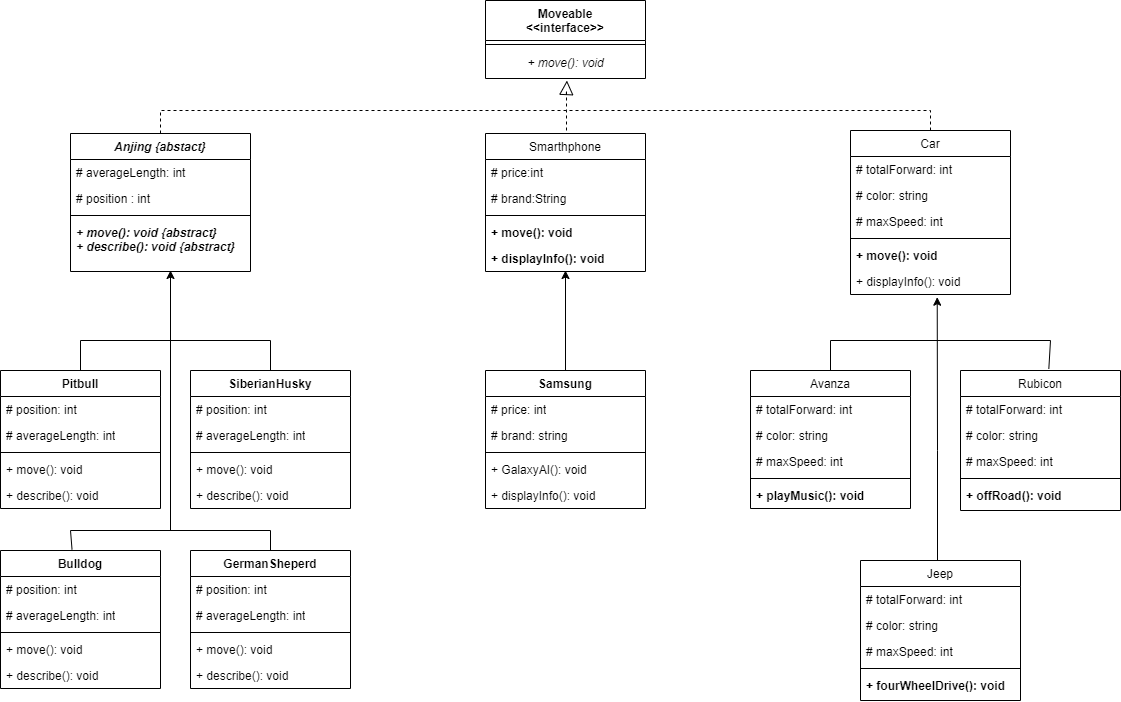 Moveable
<<interface>>
+ move(): void
Anjing {abstact}
# averageLength: int
# position : int
+ move(): void {abstract}
+ describe(): void {abstract}
Smarthphone
# price:int
# brand:String
+ move(): void
+ displayInfo(): void
Car
# totalForward: int
# color: string
# maxSpeed: int
+ move(): void
+ displayInfo(): void
Pitbull
# position: int
# averageLength: int
+ move(): void
+ describe(): void
SiberianHusky
# position: int
# averageLength: int
+ move(): void
+ describe(): void
Samsung
# price: int
# brand: string
+ GalaxyAI(): void
+ displayInfo(): void
Avanza
# totalForward: int
# color: string
# maxSpeed: int
+ playMusic(): void
Rubicon
# totalForward: int
# color: string
# maxSpeed: int
+ offRoad(): void
Bulldog
# position: int
# averageLength: int
+ move(): void
+ describe(): void
GermanSheperd
# position: int
# averageLength: int
+ move(): void
+ describe(): void
Jeep
# totalForward: int
# color: string
# maxSpeed: int
+ fourWheelDrive(): void